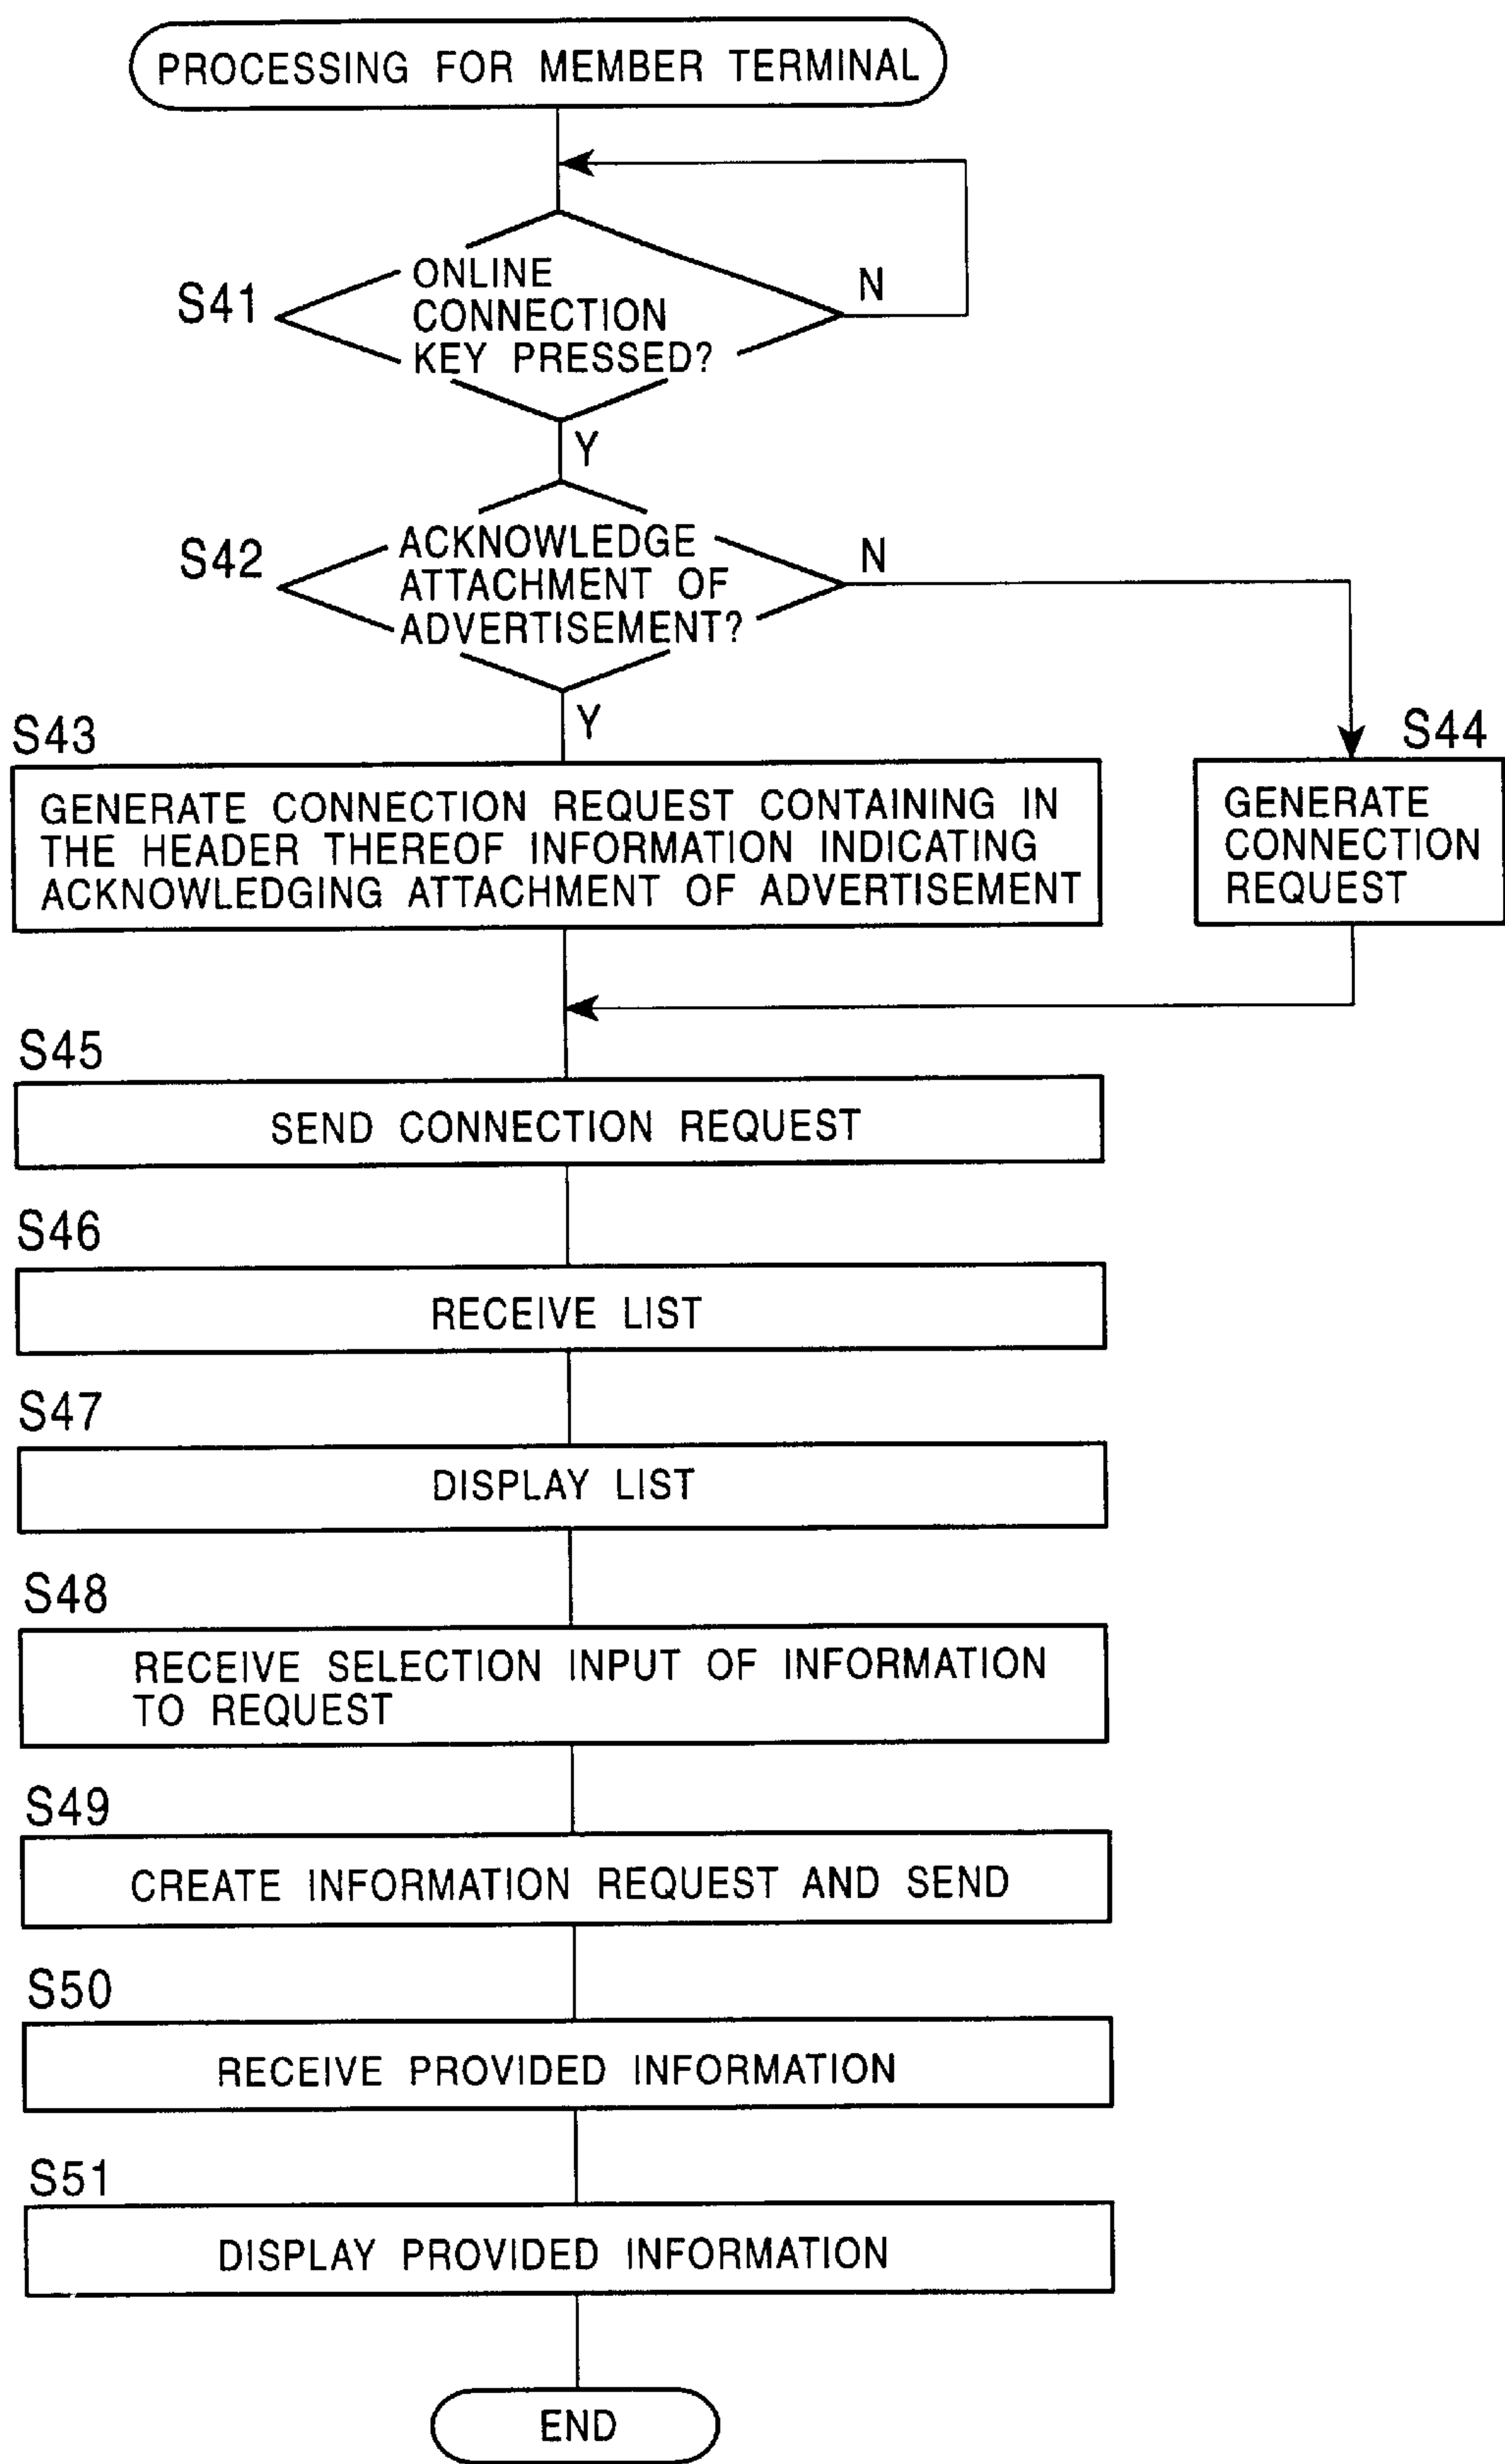 PROCESSING FOR MEMBER TERMINAL
S41
ONLINE
CONNECTION
KEY PRESSED?
N
Y
S42
ACKNOWLEDGE
ATTACHMENT OF
ADVERTISEMENT?
N
Y
S43
GENERATE CONNECTION REQUEST CONTAINING IN
THE HEADER THEREOF INFORMATION INDICATING
ACKNOWLEDGING ATTACHMENT OF ADVERTISEMENT
S44
GENERATE
CONNECTION
REQUEST
S45
SEND CONNECTION REQUEST
S46
RECEIVE LIST
S47
DISPLAY LIST
S48
RECEIVE SELECTION INPUT OF INFORMATION
TO REQUEST
S49
CREATE INFORMATION REQUEST AND SEND
S50
RECEIVE PROVIDED INFORMATION
S51
DISPLAY PROVIDED INFORMATION
END